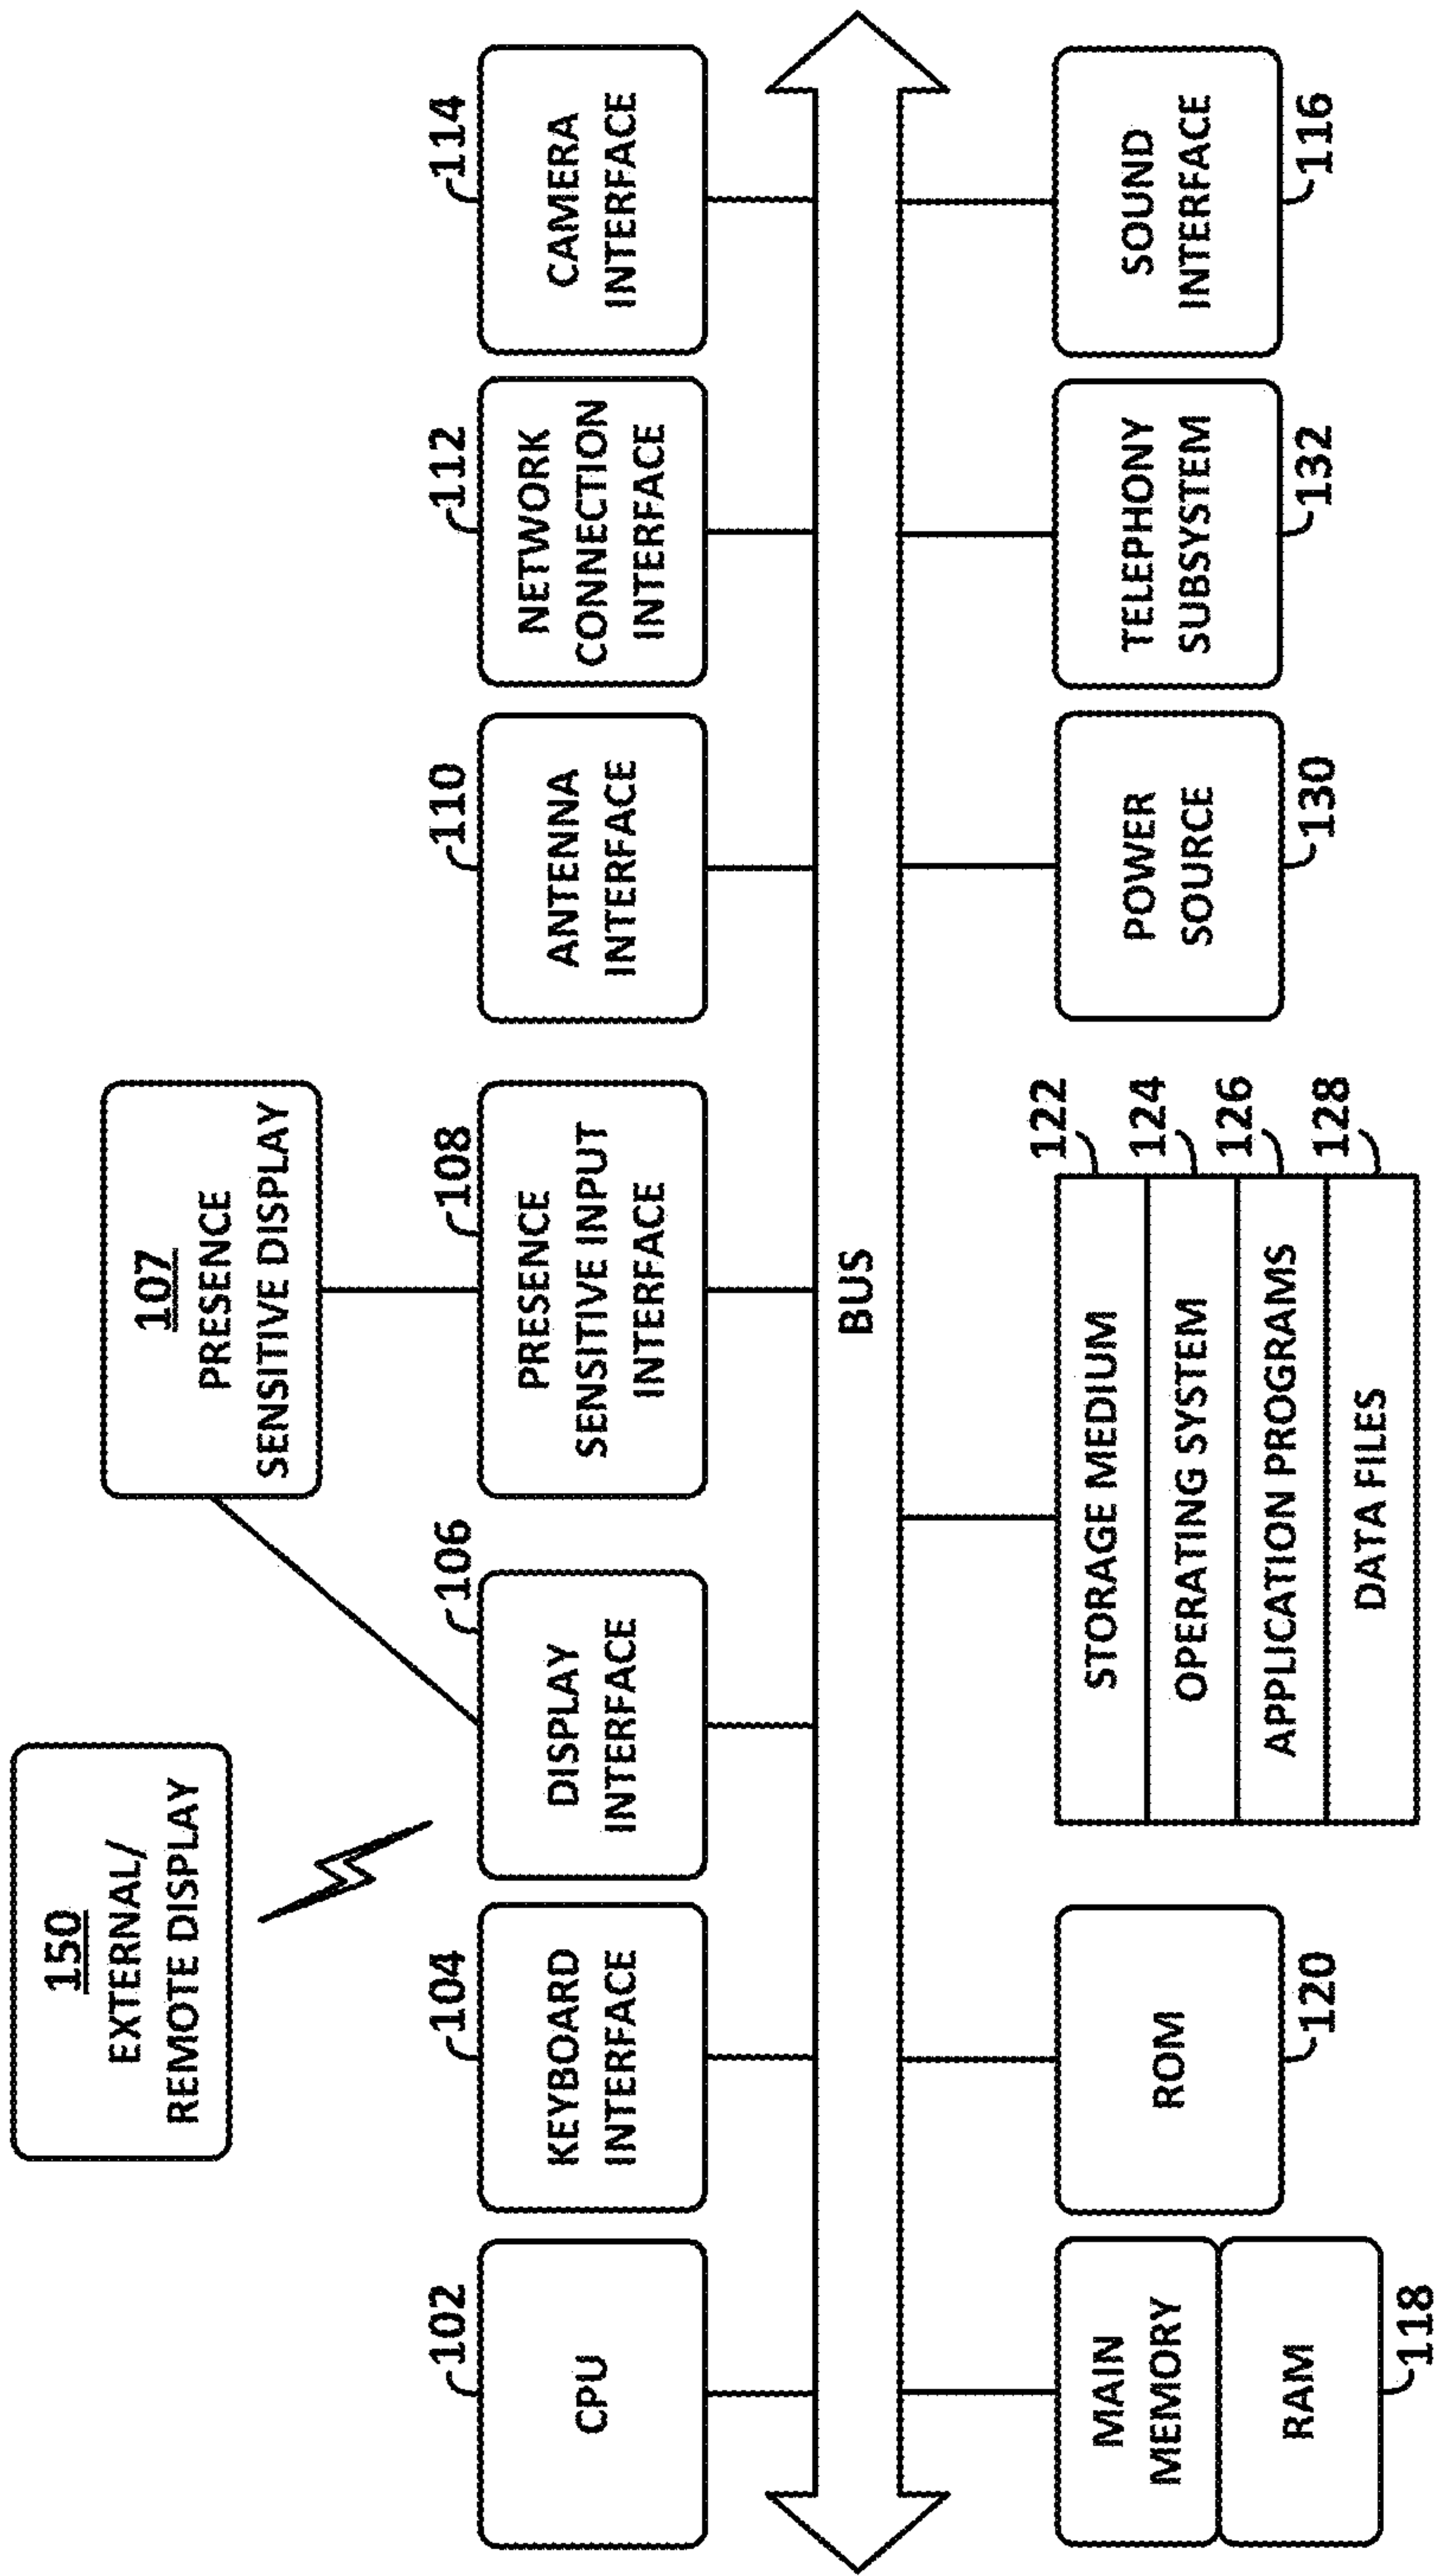 150
EXTERNAL/
REMOTE DISPLAY
107
PRESENCE
SENSITIVE DISPLAY
102
CPU
104
KEYBOARD
INTERFACE
106
DISPLAY
INTERFACE
108
PRESENCE
SENSITIVE INPUT
INTERFACE
110
ANTENNA
INTERFACE
112
NETWORK
CONNECTION
INTERFACE
114
CAMERA
INTERFACE
BUS
MAIN
MEMORY
RAM
118
ROM
120
STORAGE MEDIUM
122
OPERATING SYSTEM
124
APPLICATION PROGRAMS
126
DATA FILES
128
POWER
SOURCE
130
TELEPHONY
SUBSYSTEM
132
SOUND
INTERFACE
116